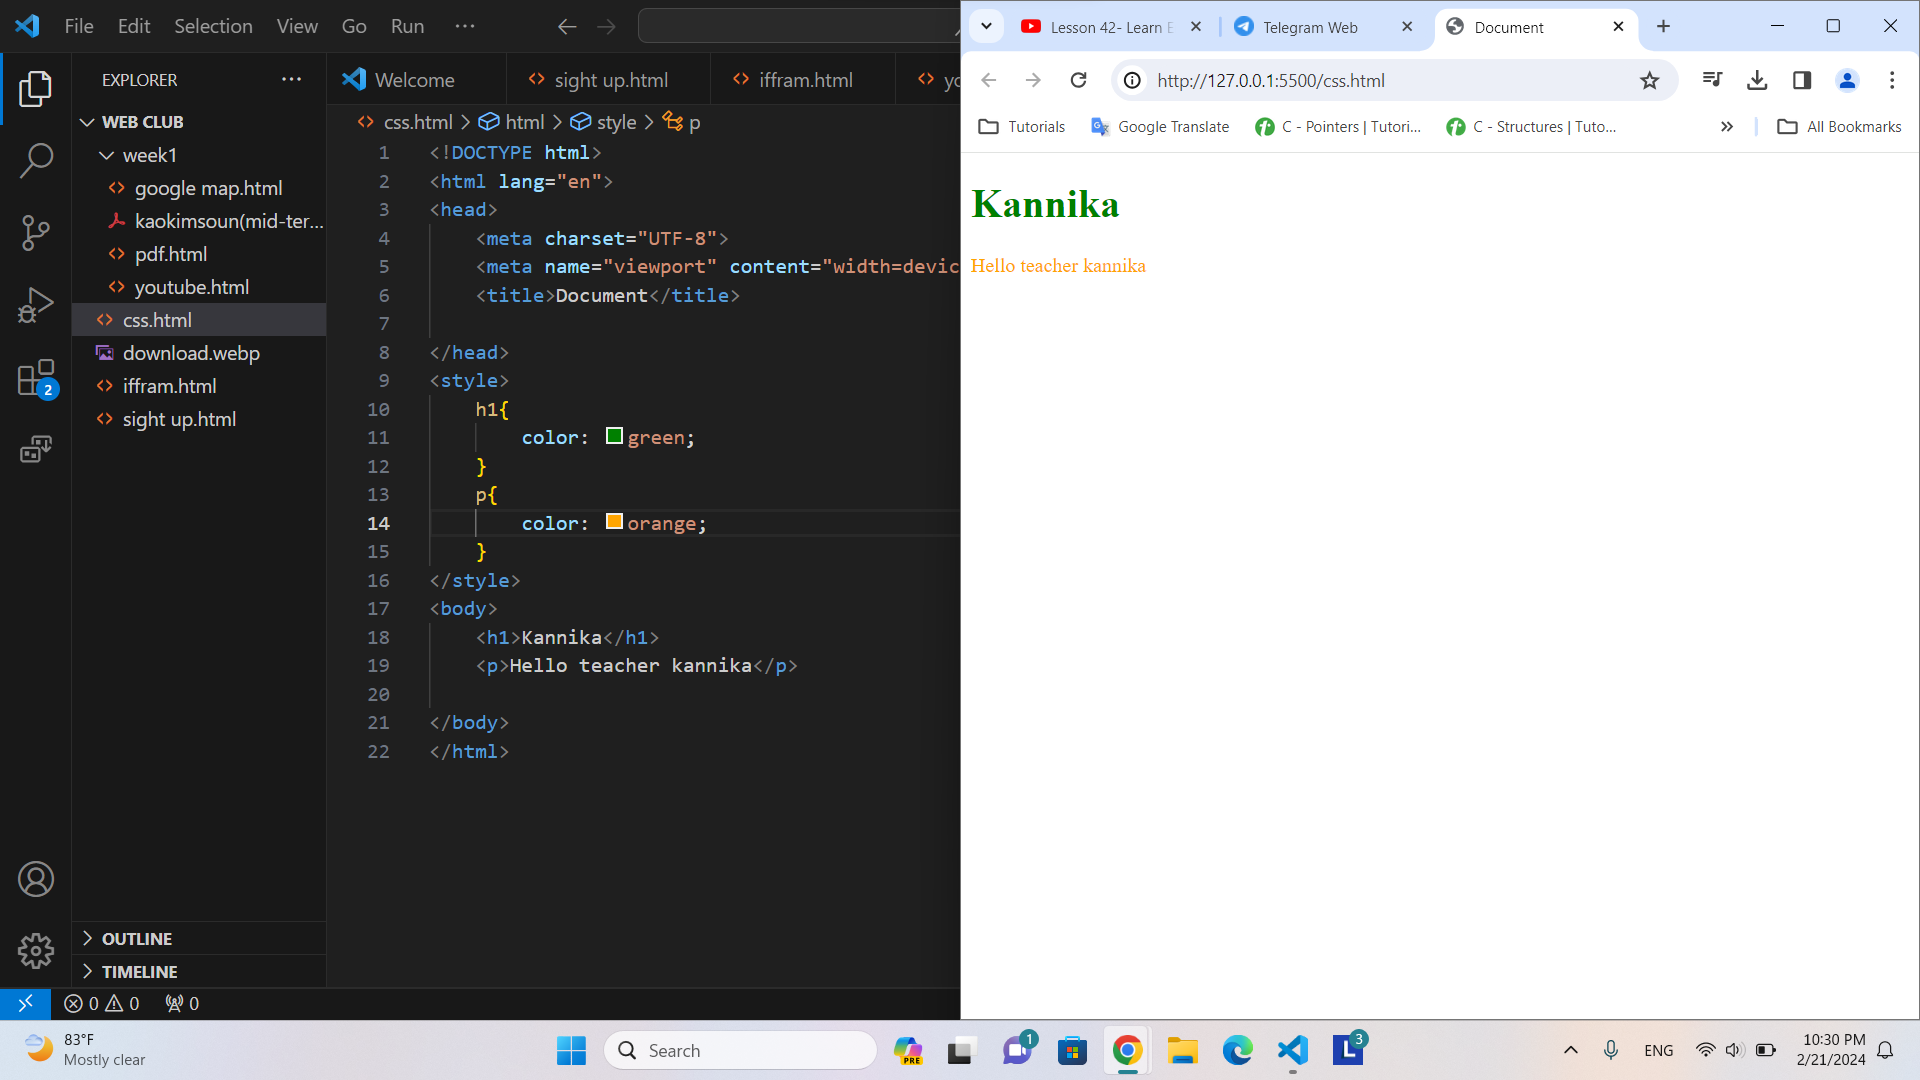 File Edit Selection View Go Run ···
EXPLORER
WEB CLUB
week1
google map.html
kaokimsoun(mid-ter...
pdf.html
youtube.html
css.html
download.webp
iffram.html
sight up.html
OUTLINE
TIMELINE
2
Welcome sight up.html iffram.html yo
css.html > html > style > p
1 <!DOCTYPE html>
2 <html lang="en">
3 <head>
4 <meta charset="UTF-8">
5 <meta name="viewport" content="width=devic
6 <title>Document</title>
7
8 </head>
9 <style>
10 h1{
11 color: green;
12 }
13 p{
14 color: orange;
15 }
16 </style>
17 <body>
18 <h1>Kannika</h1>
19 <p>Hello teacher kannika</p>
20
21 </body>
22 </html>
0 0 0
Lesson 42- Learn E Telegram Web Document
http://127.0.0.1:5500/css.html
Tutorials Google Translate C - Pointers | Tutori... C - Structures | Tuto... All Bookmarks
Kannika
Hello teacher kannika
83°F
Mostly clear
Search
PRE
1
L 3
ENG
10:30 PM
2/21/2024